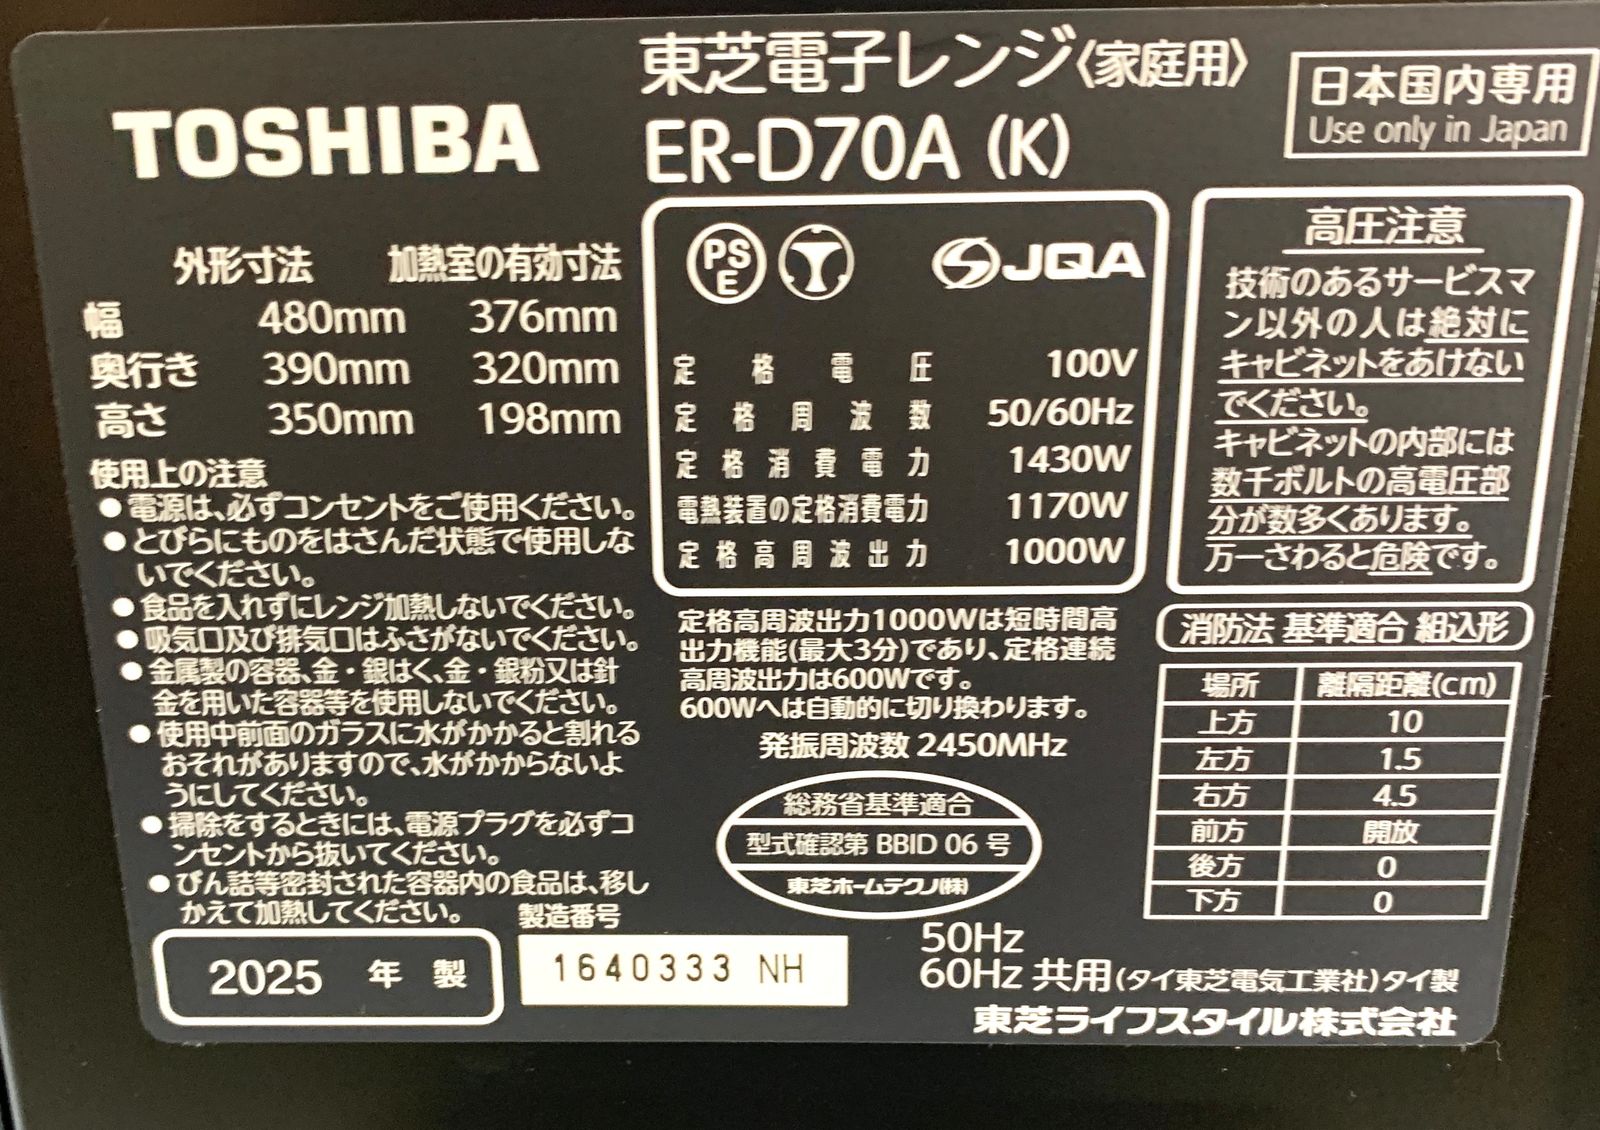 TOSHIBA
東芝電子レンジ〈家庭用〉
ER-D70A (K)
日本国内専用
Use only in Japan
外形寸法 加熱室の有効寸法
幅 480mm 376mm
奥行き 390mm 320mm
高さ 350mm 198mm
使用上の注意
●電源は、必ずコンセントをご使用ください。
●とびらにものをはさんだ状態で使用しな
いでください。
●食品を入れずにレンジ加熱しないでください。
●吸気口及び排気口はふさがないでください。
●金属製の容器、金・銀はく、金・銀粉又は針
金を用いた容器等を使用しないでください。
●使用中前面のガラスに水がかかると割れる
おそれがありますので、水がかからないよ
うにしてください。
●掃除をするときには、電源プラグを必ずコ
ンセントから抜いてください。
●びん詰等密封された容器内の食品は、移し
かえて加熱してください。
2025 年 製
製造番号
1640333 NH
PS
E
JQA
定格電圧 100V
定格周波数 50/60Hz
定格消費電力 1430W
電熱装置の定格消費電力 1170W
定格高周波出力 1000W
定格高周波出力1000Wは短時間高
出力機能(最大3分)であり、定格連続
高周波出力は600Wです。
600Wへは自動的に切り換わります。
発振周波数 2450MHz
総務省基準適合
型式確認第 BBID 06 号
東芝ホームテクノ(株)
高圧注意
技術のあるサービスマ
ン以外の人は絶対に
キャビネットをあけない
でください。
キャビネットの内部には
数千ボルトの高電圧部
分が数多くあります。
万一さわると危険です。
消防法 基準適合 組込形
場所 離隔距離(cm)
上方 10
左方 1.5
右方 4.5
前方 開放
後方 0
下方 0
50Hz
60Hz 共用(タイ東芝電気工業社)タイ製
東芝ライフスタイル株式会社